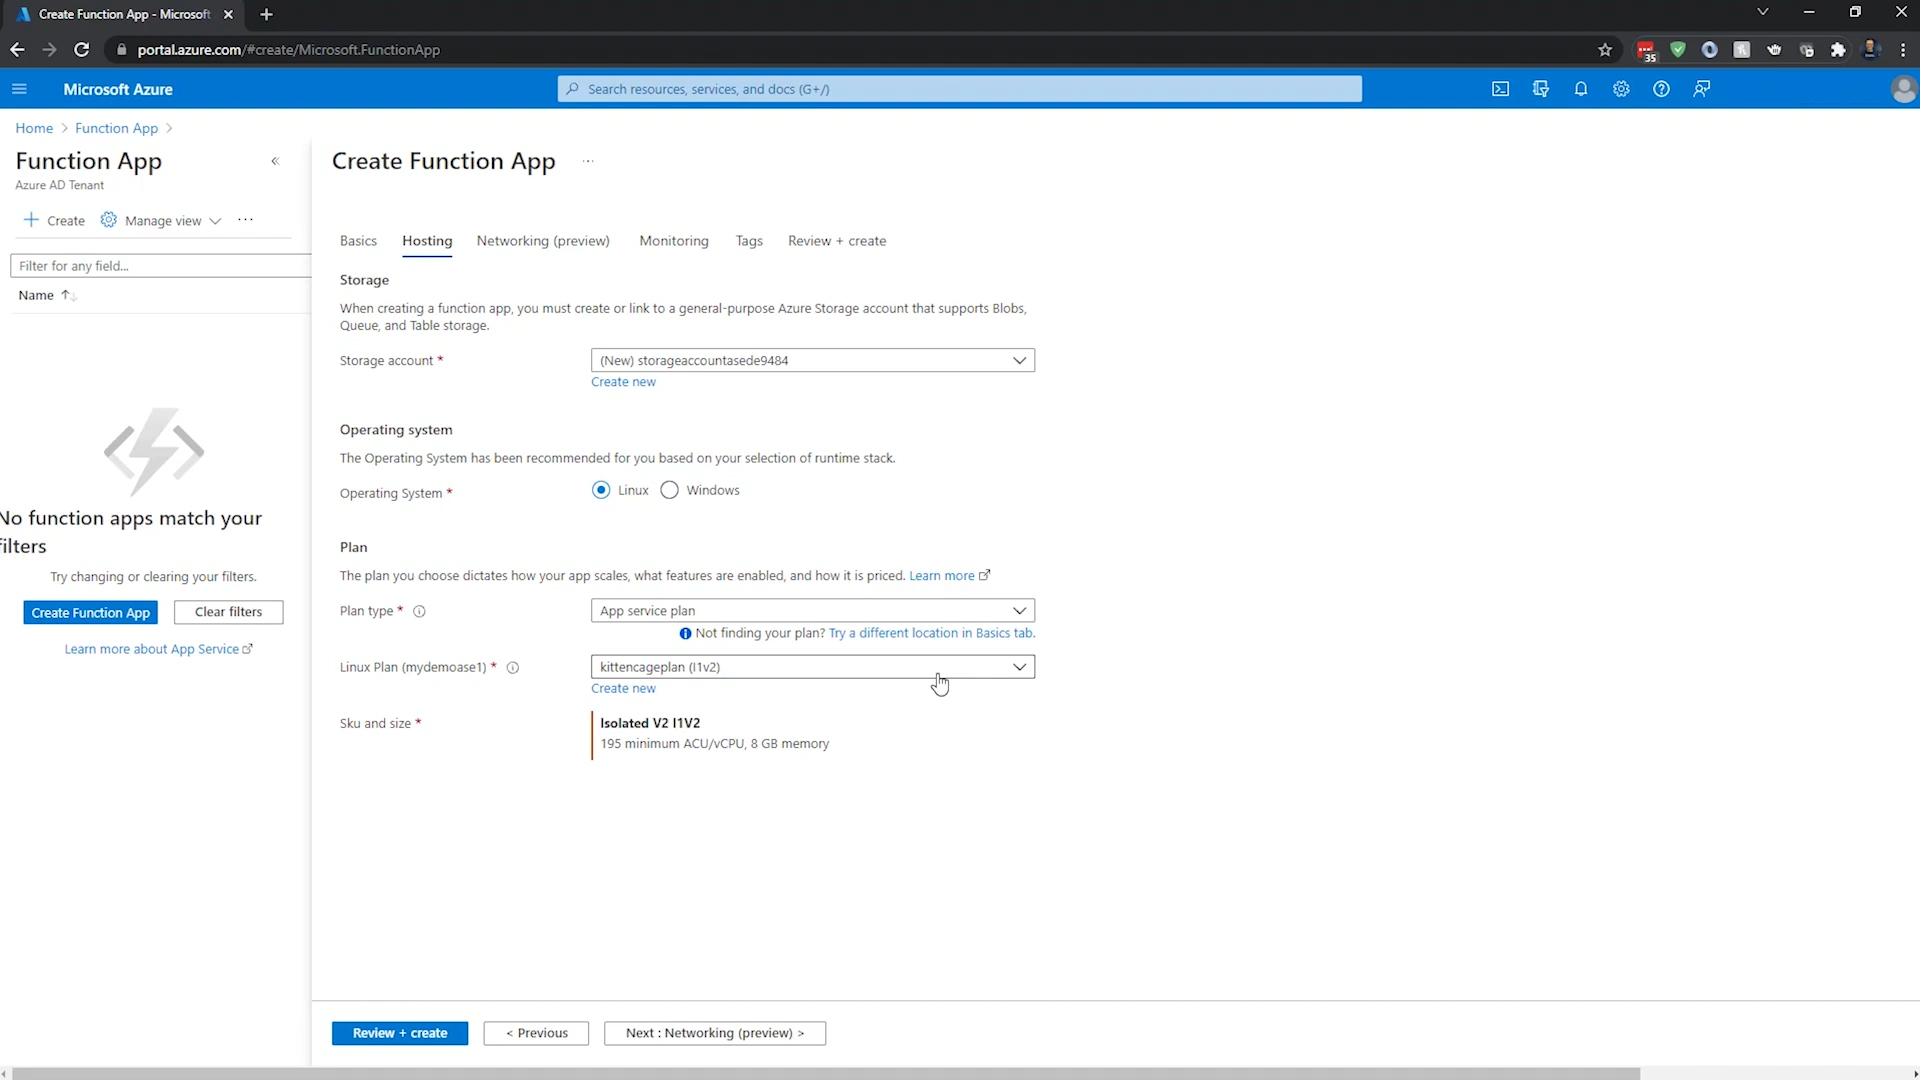 Create Function App - Microsoft
portal.azure.com/#create/Microsoft.FunctionApp
35
Microsoft Azure
Search resources, services, and docs (G+/)
Home > Function App >
Function App
Azure AD Tenant
Create
Manage view
Filter for any field...
Name
No function apps match your
filters
Try changing or clearing your filters.
Create Function App
Clear filters
Learn more about App Service
Create Function App
Basics
Hosting
Networking (preview)
Monitoring
Tags
Review + create
Storage
When creating a function app, you must create or link to a general-purpose Azure Storage account that supports Blobs,
Queue, and Table storage.
Storage account *
(New) storageaccountasede9484
Create new
Operating system
The Operating System has been recommended for you based on your selection of runtime stack.
Operating System *
Linux
Windows
Plan
The plan you choose dictates how your app scales, what features are enabled, and how it is priced. Learn more
Plan type *
App service plan
Not finding your plan? Try a different location in Basics tab.
Linux Plan (mydemoase1) *
kittencageplan (I1v2)
Create new
Sku and size *
Isolated V2 I1V2
195 minimum ACU/vCPU, 8 GB memory
Review + create
< Previous
Next : Networking (preview) >